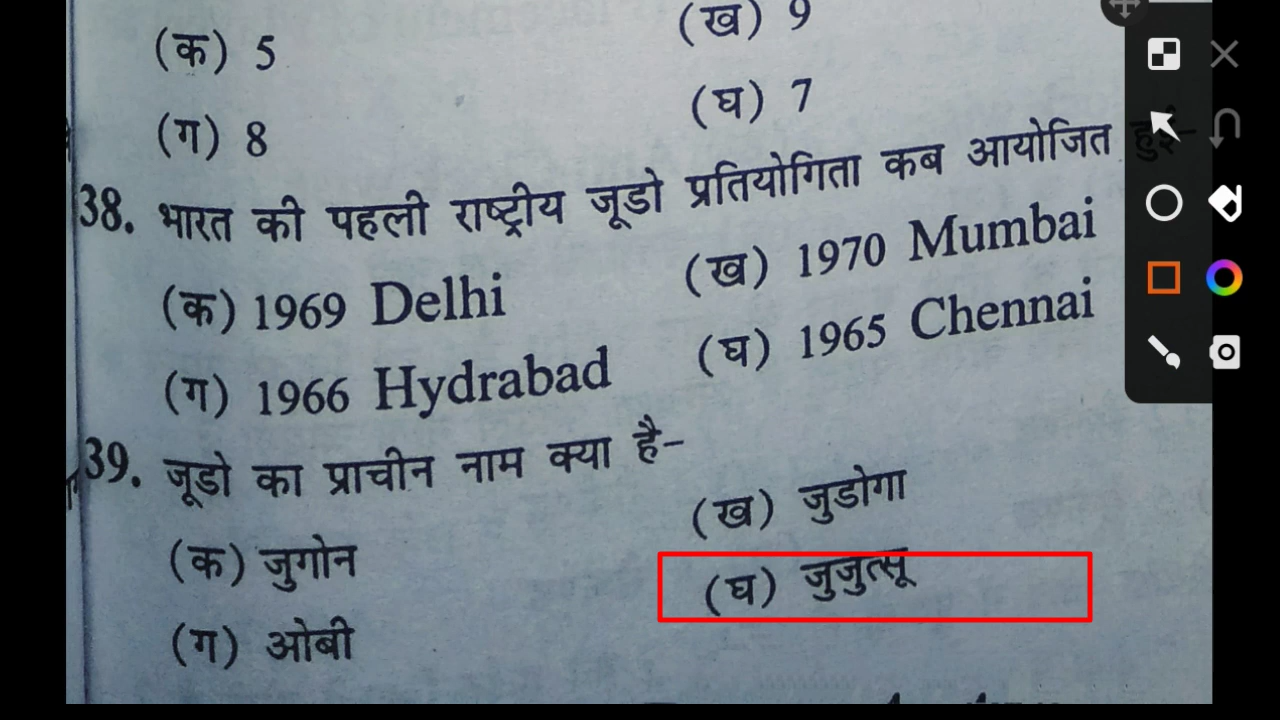 (क) 5
(ख) 9
(ग) 8
(घ) 7
38. भारत की पहली राष्ट्रीय जूडो प्रतियोगिता कब आयोजित हुई-
(क) 1969 Delhi
(ख) 1970 Mumbai
(ग) 1966 Hydrabad
(घ) 1965 Chennai
39. जूडो का प्राचीन नाम क्या है-
(क) जुगोन
(ख) जुडोगा
(ग) ओबी
(घ) जुजुत्सू